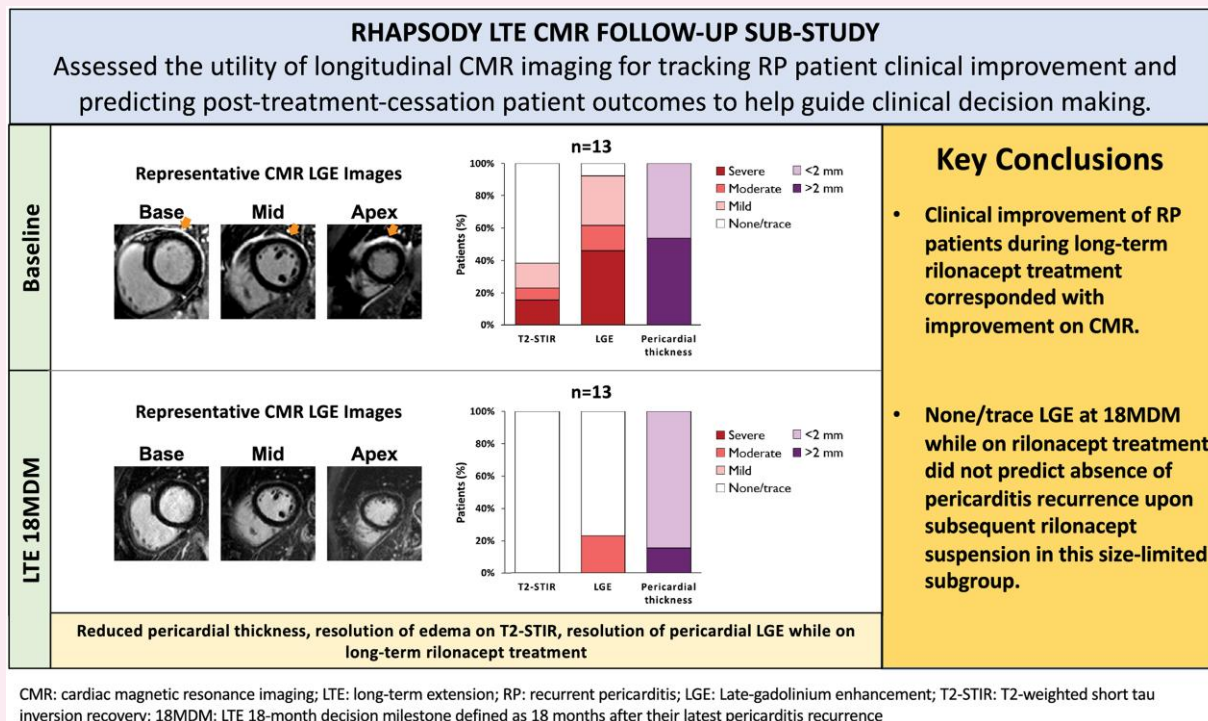 RHAPSODY LTE CMR FOLLOW-UP SUB-STUDY
Assessed the utility of longitudinal CMR imaging for tracking RP patient clinical improvement and
predicting post-treatment-cessation patient outcomes to help guide clinical decision making.
Baseline
Representative CMR LGE Images
Base Mid Apex
n=13
Patients (%)
100%
80%
60%
40%
20%
0%
T2-STIR LGE Pericardial
thickness
Severe <2 mm
Moderate >2 mm
Mild
None/trace
LTE 18MDM
Representative CMR LGE Images
Base Mid Apex
n=13
Patients (%)
100%
80%
60%
40%
20%
0%
T2-STIR LGE Pericardial
thickness
Severe <2 mm
Moderate >2 mm
Mild
None/trace
Reduced pericardial thickness, resolution of edema on T2-STIR, resolution of pericardial LGE while on
long-term rilonacept treatment
Key Conclusions
• Clinical improvement of RP
patients during long-term
rilonacept treatment
corresponded with
improvement on CMR.
• None/trace LGE at 18MDM
while on rilonacept treatment
did not predict absence of
pericarditis recurrence upon
subsequent rilonacept
suspension in this size-limited
subgroup.
CMR: cardiac magnetic resonance imaging; LTE: long-term extension; RP: recurrent pericarditis; LGE: Late-gadolinium enhancement; T2-STIR: T2-weighted short tau
inversion recovery; 18MDM: LTE 18-month decision milestone defined as 18 months after their latest pericarditis recurrence